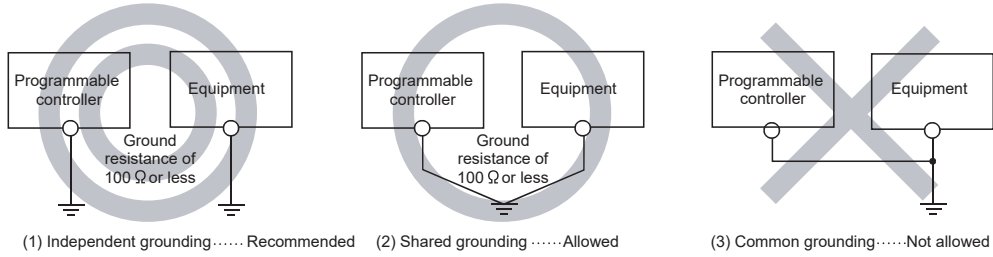 Programmable
controller
Equipment
Ground
resistance of
100 Ω or less
(1) Independent grounding ...... Recommended
Programmable
controller
Equipment
Ground
resistance of
100 Ω or less
(2) Shared grounding ...... Allowed
Programmable
controller
Equipment
(3) Common grounding ...... Not allowed